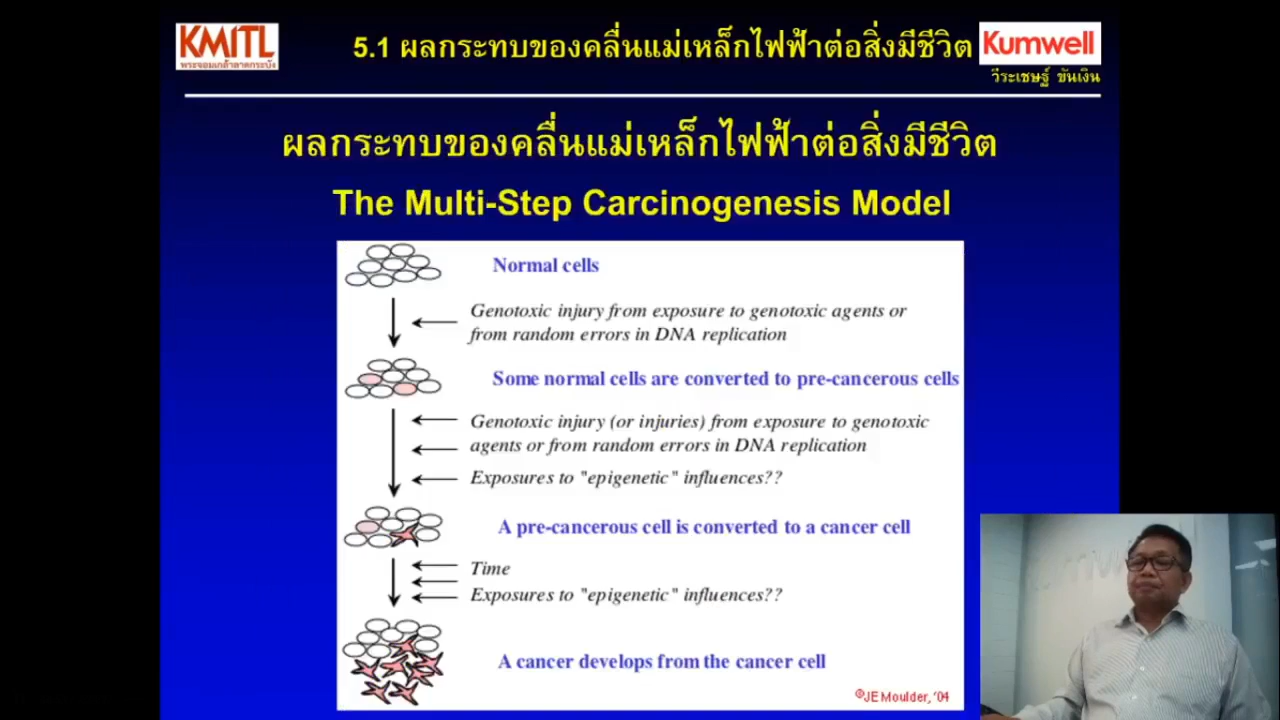 KMITL
พระจอมเกล้าลาดกระบัง
5.1 ผลกระทบของคลื่นแม่เหล็กไฟฟ้าต่อสิ่งมีชีวิต
Kumwell
วีระเชษฐ์ ขันเงิน
ผลกระทบของคลื่นแม่เหล็กไฟฟ้าต่อสิ่งมีชีวิต
The Multi-Step Carcinogenesis Model
Normal cells
Genotoxic injury from exposure to genotoxic agents or
from random errors in DNA replication
Some normal cells are converted to pre-cancerous cells
Genotoxic injury (or injuries) from exposure to genotoxic
agents or from random errors in DNA replication
Exposures to "epigenetic" influences??
A pre-cancerous cell is converted to a cancer cell
Time
Exposures to "epigenetic" influences??
A cancer develops from the cancer cell
©JE Moulder, '04